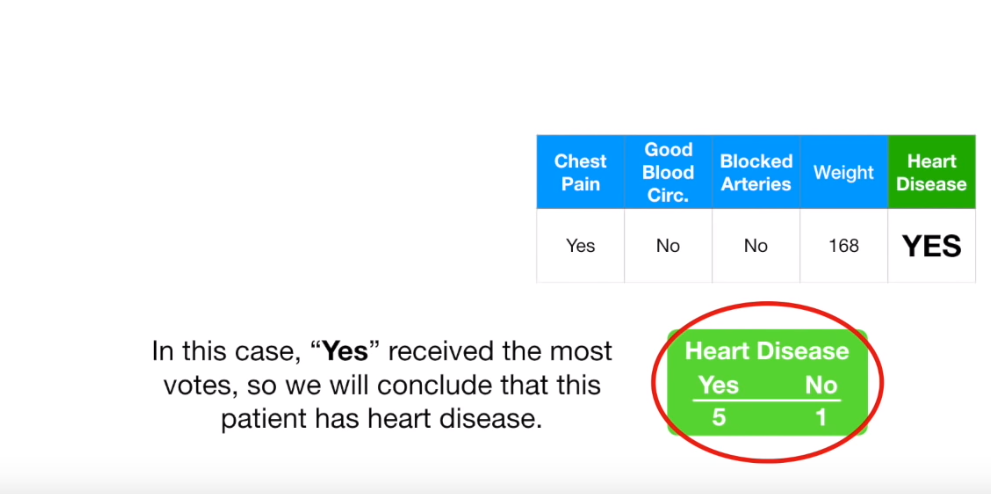 Chest Pain
Good Blood Circ.
Blocked Arteries
Weight
Heart Disease
Yes
No
No
168
YES
In this case, “Yes” received the most
votes, so we will conclude that this
patient has heart disease.
Heart Disease
Yes No
5 1